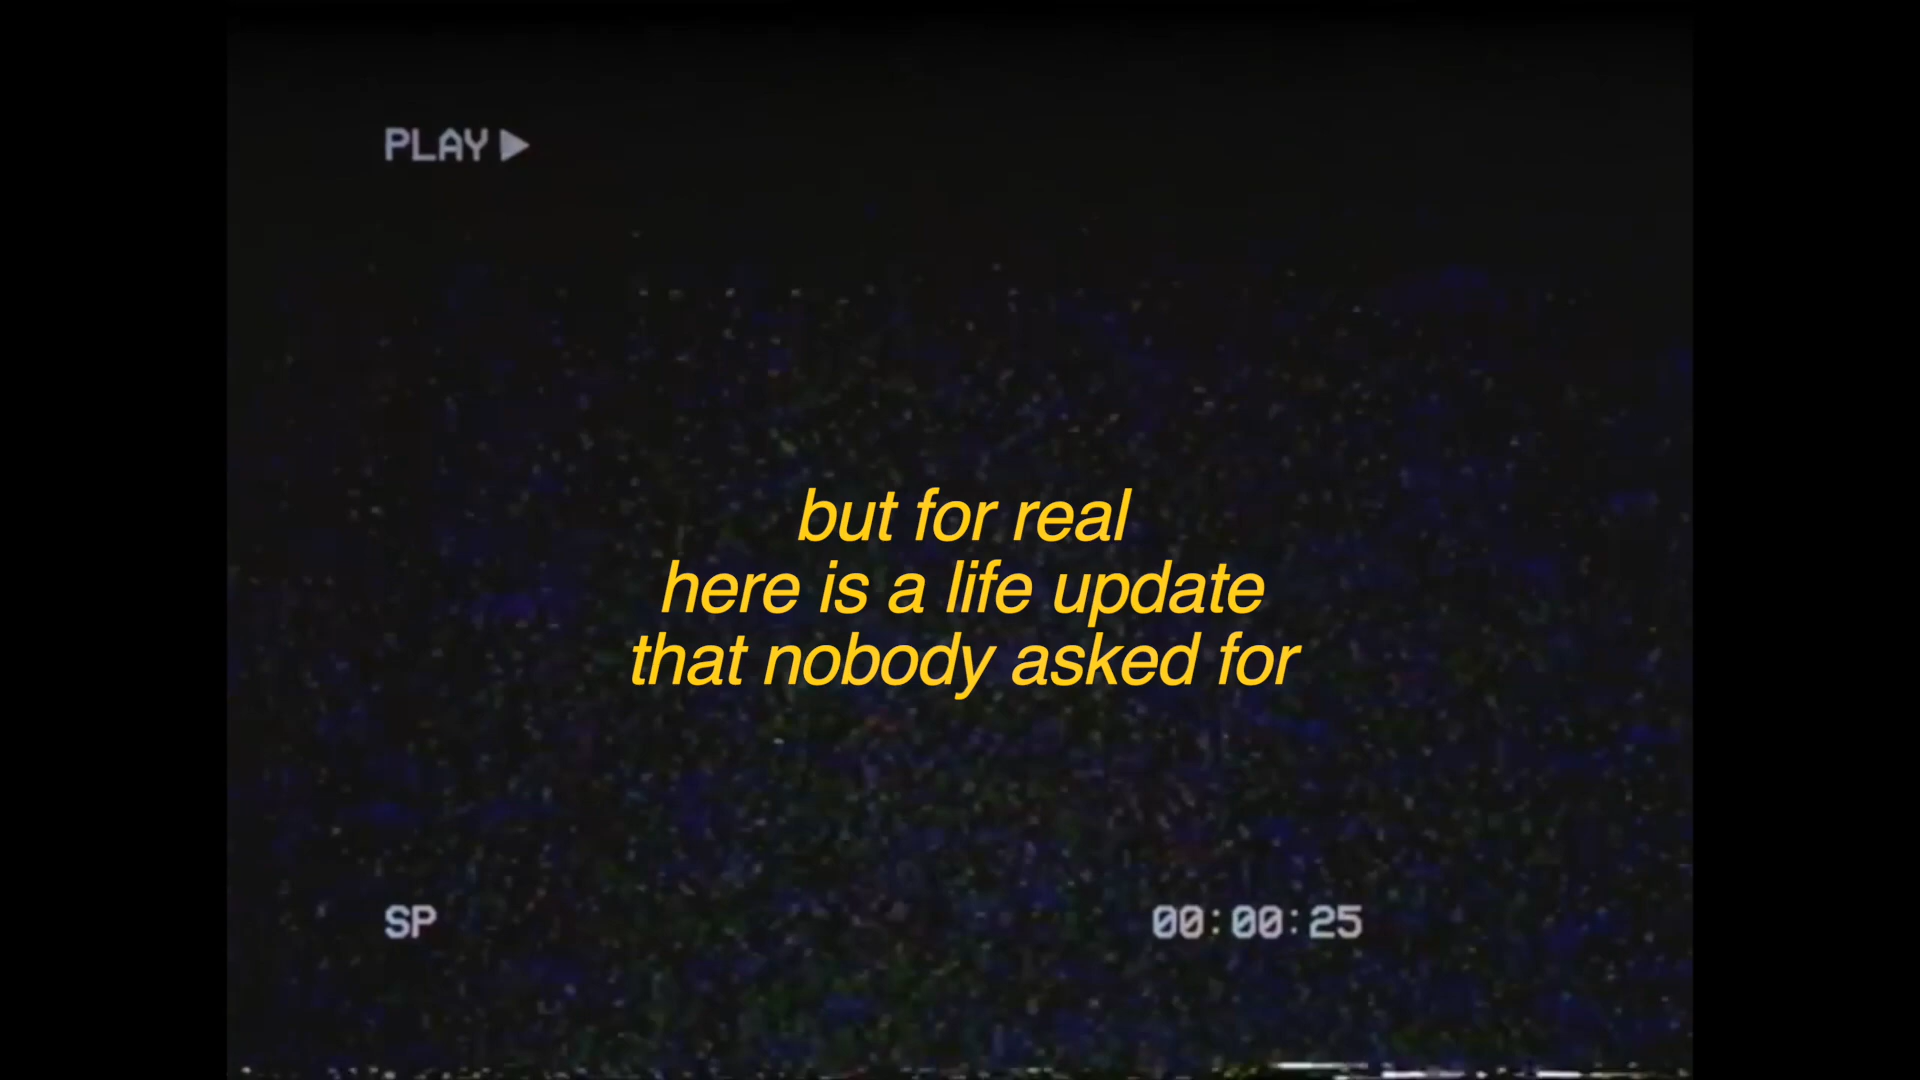 PLAY
but for real
here is a life update
that nobody asked for
SP
00:00:25